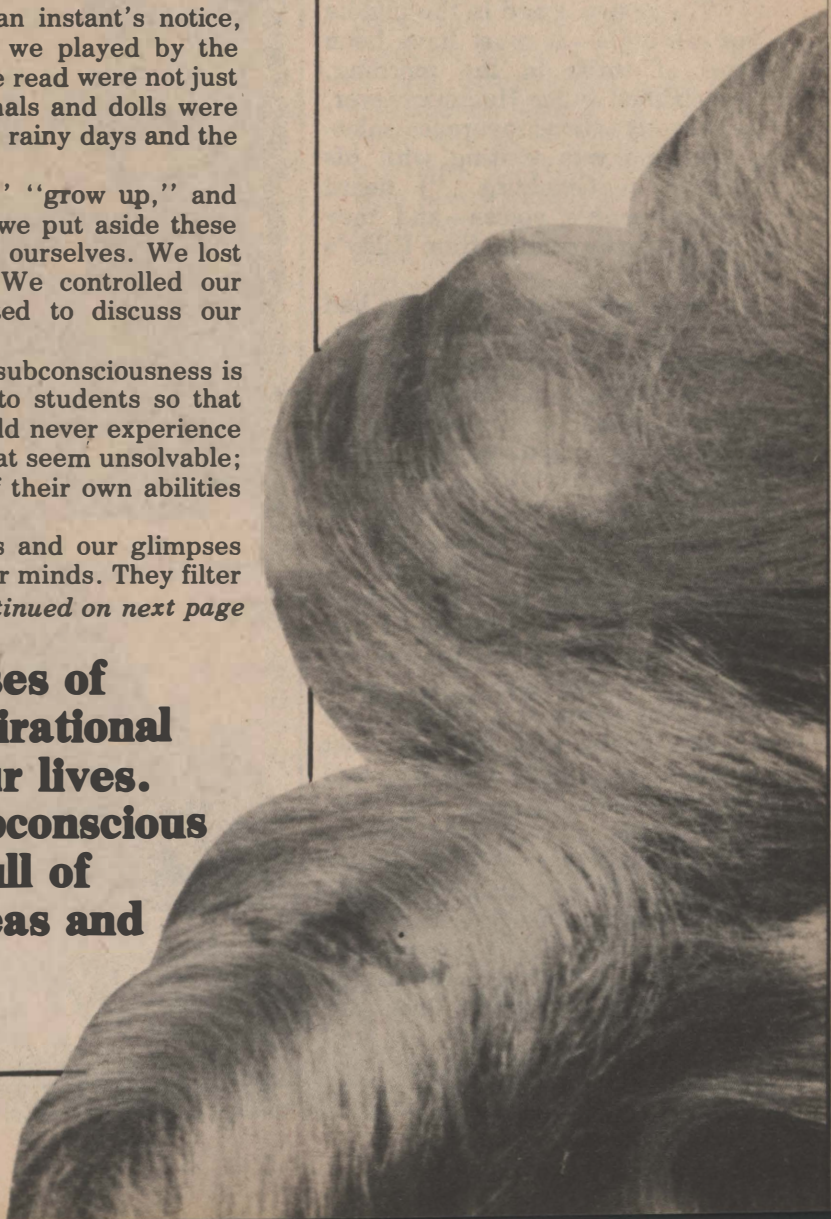 an instant's notice,
we played by the
e read were not just
nals and dolls were
rainy days and the
' "grow up," and
we put aside these
ourselves. We lost
We controlled our
ed to discuss our
subconsciousness is
to students so that
ld never experience
at seem unsolvable;
their own abilities
s and our glimpses
r minds. They filter
tinued on next page
ses of
irational
r lives.
conscious
ll of
eas and